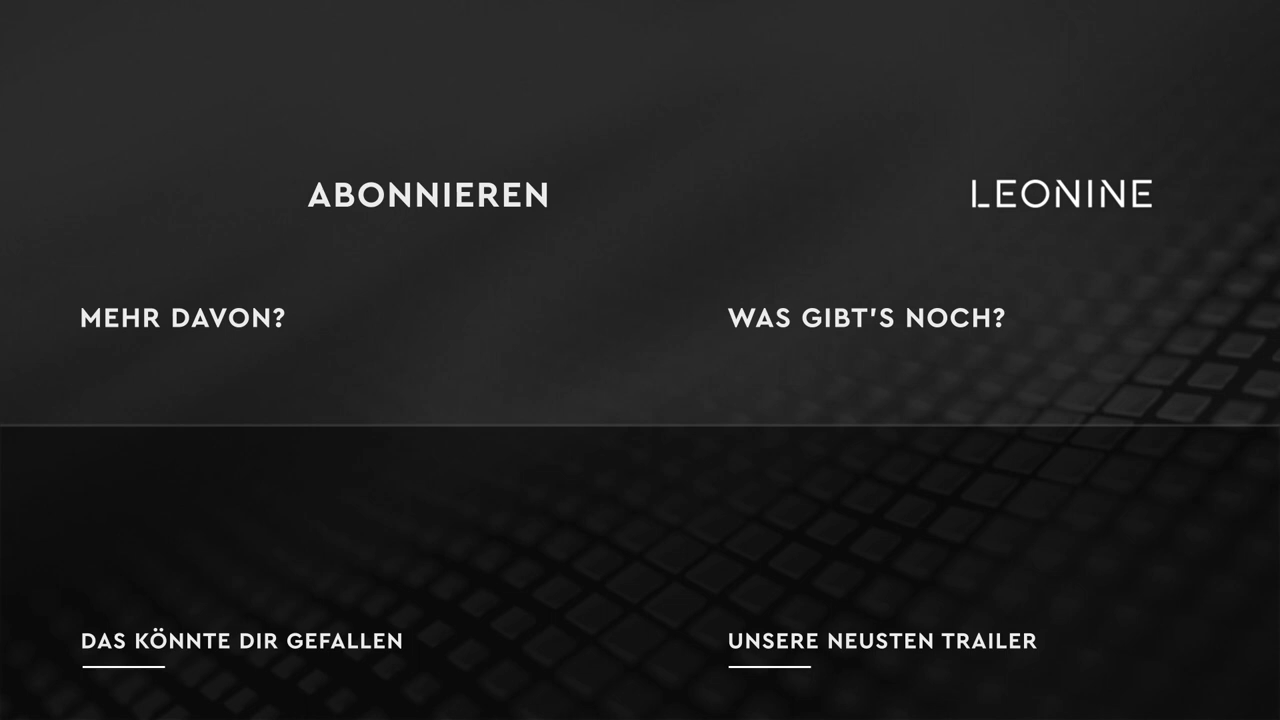 ABONNIEREN
LEONINE
MEHR DAVON?
WAS GIBT'S NOCH?
DAS KÖNNTE DIR GEFALLEN
UNSERE NEUSTEN TRAILER